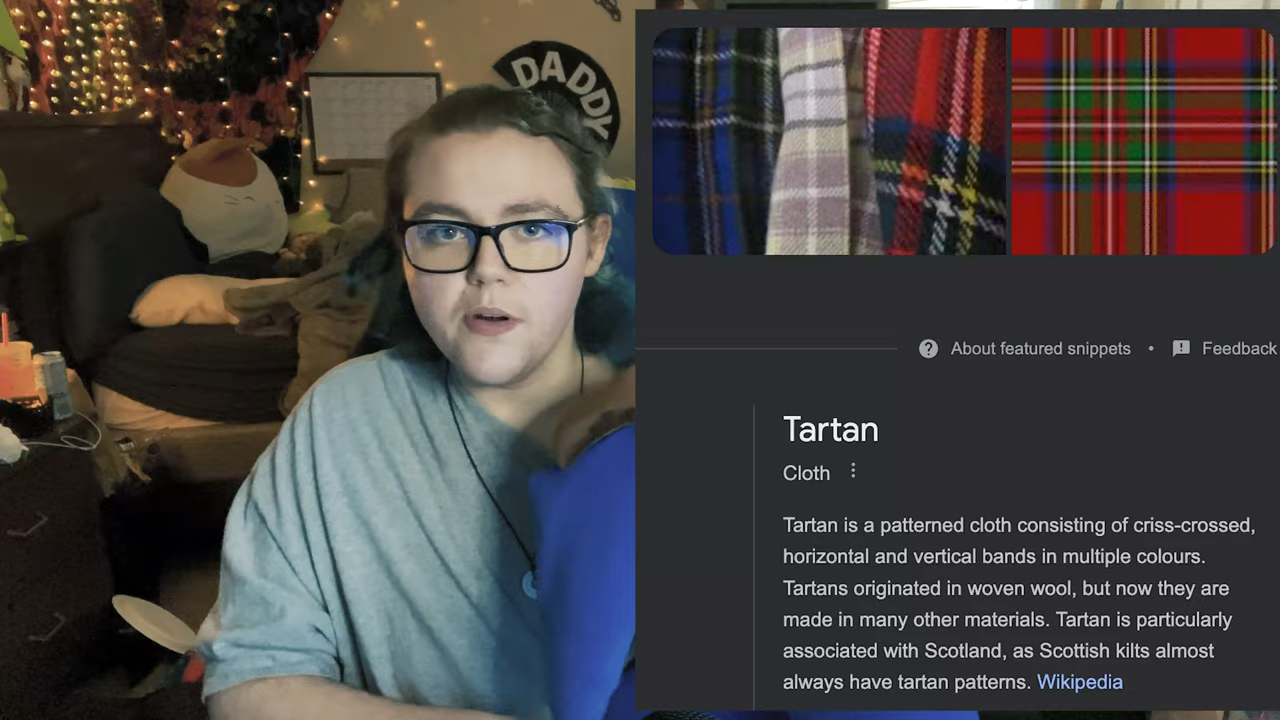 DADDY
About featured snippets • Feedback
Tartan
Cloth
Tartan is a patterned cloth consisting of criss-crossed,
horizontal and vertical bands in multiple colours.
Tartans originated in woven wool, but now they are
made in many other materials. Tartan is particularly
associated with Scotland, as Scottish kilts almost
always have tartan patterns. Wikipedia